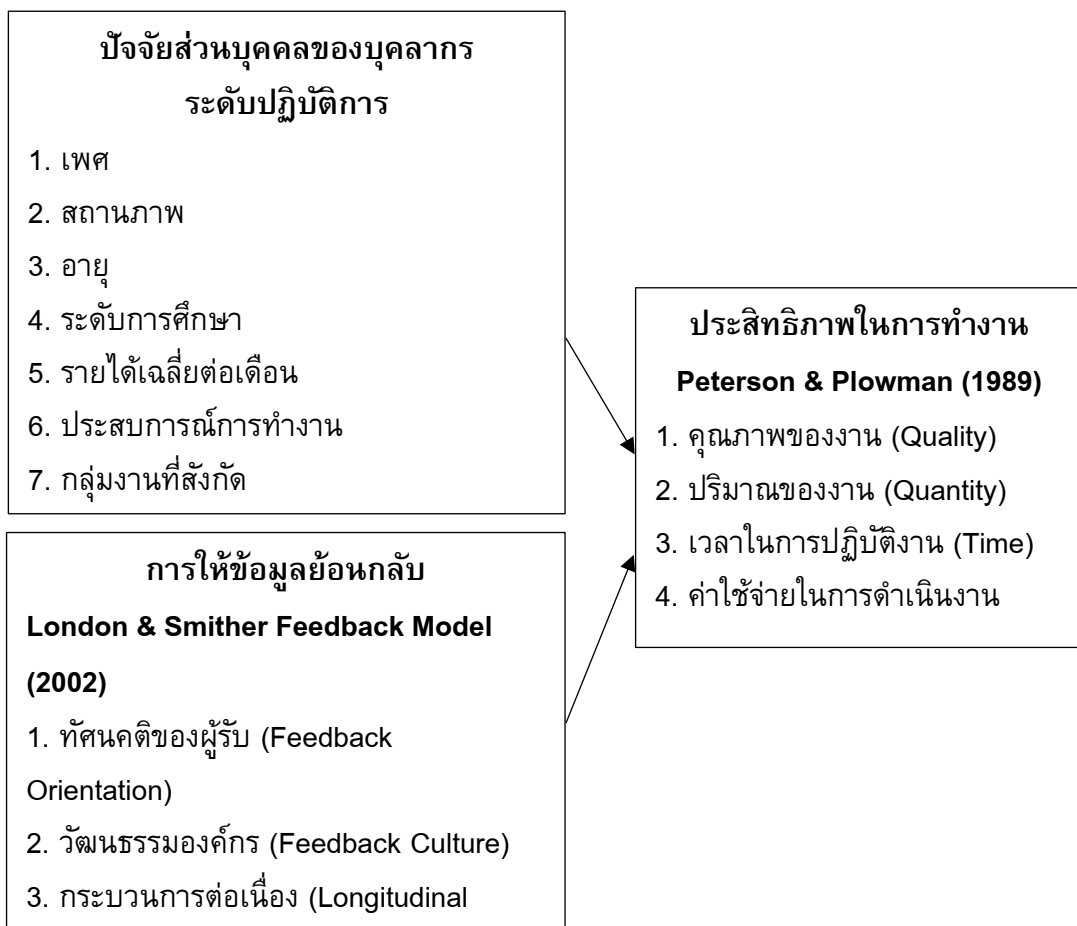 ปัจจัยส่วนบุคคลของบุคลากร
ระดับปฏิบัติการ
1. เพศ
2. สถานภาพ
3. อายุ
4. ระดับการศึกษา
5. รายได้เฉลี่ยต่อเดือน
6. ประสบการณ์การทำงาน
7. กลุ่มงานที่สังกัด
การให้ข้อมูลย้อนกลับ
London & Smither Feedback Model
(2002)
1. ทัศนคติของผู้รับ (Feedback
Orientation)
2. วัฒนธรรมองค์กร (Feedback Culture)
3. กระบวนการต่อเนื่อง (Longitudinal
ประสิทธิภาพในการทำงาน
Peterson & Plowman (1989)
1. คุณภาพของงาน (Quality)
2. ปริมาณของงาน (Quantity)
3. เวลาในการปฏิบัติงาน (Time)
4. ค่าใช้จ่ายในการดำเนินงาน